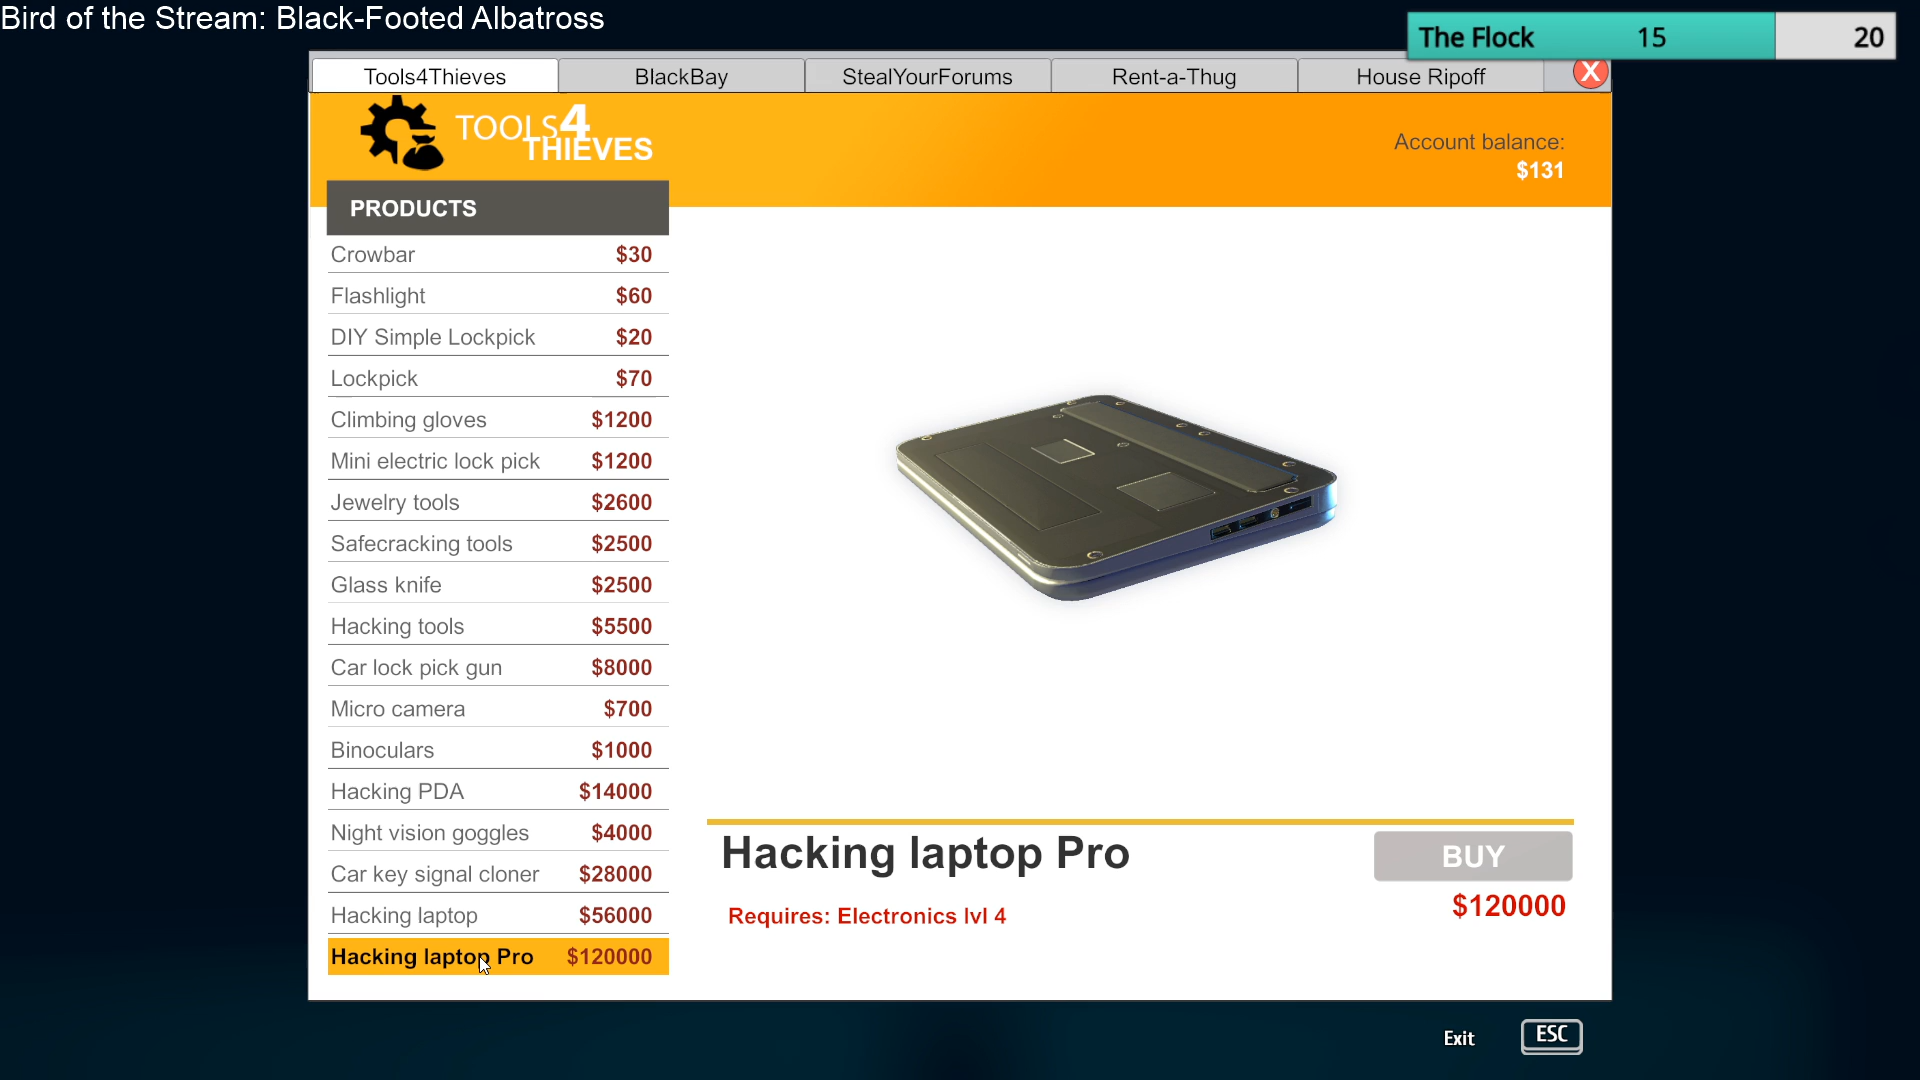 Bird of the Stream: Black-Footed Albatross
The Flock 15 20
Tools4Thieves BlackBay StealYourForums Rent-a-Thug House Ripoff X
TOOLS4
THIEVES
Account balance:
$131
PRODUCTS
Crowbar $30
Flashlight $60
DIY Simple Lockpick $20
Lockpick $70
Climbing gloves $1200
Mini electric lock pick $1200
Jewelry tools $2600
Safecracking tools $2500
Glass knife $2500
Hacking tools $5500
Car lock pick gun $8000
Micro camera $700
Binoculars $1000
Hacking PDA $14000
Night vision goggles $4000
Car key signal cloner $28000
Hacking laptop $56000
Hacking laptop Pro $120000
Hacking laptop Pro BUY
Requires: Electronics lvl 4 $120000
Exit ESC